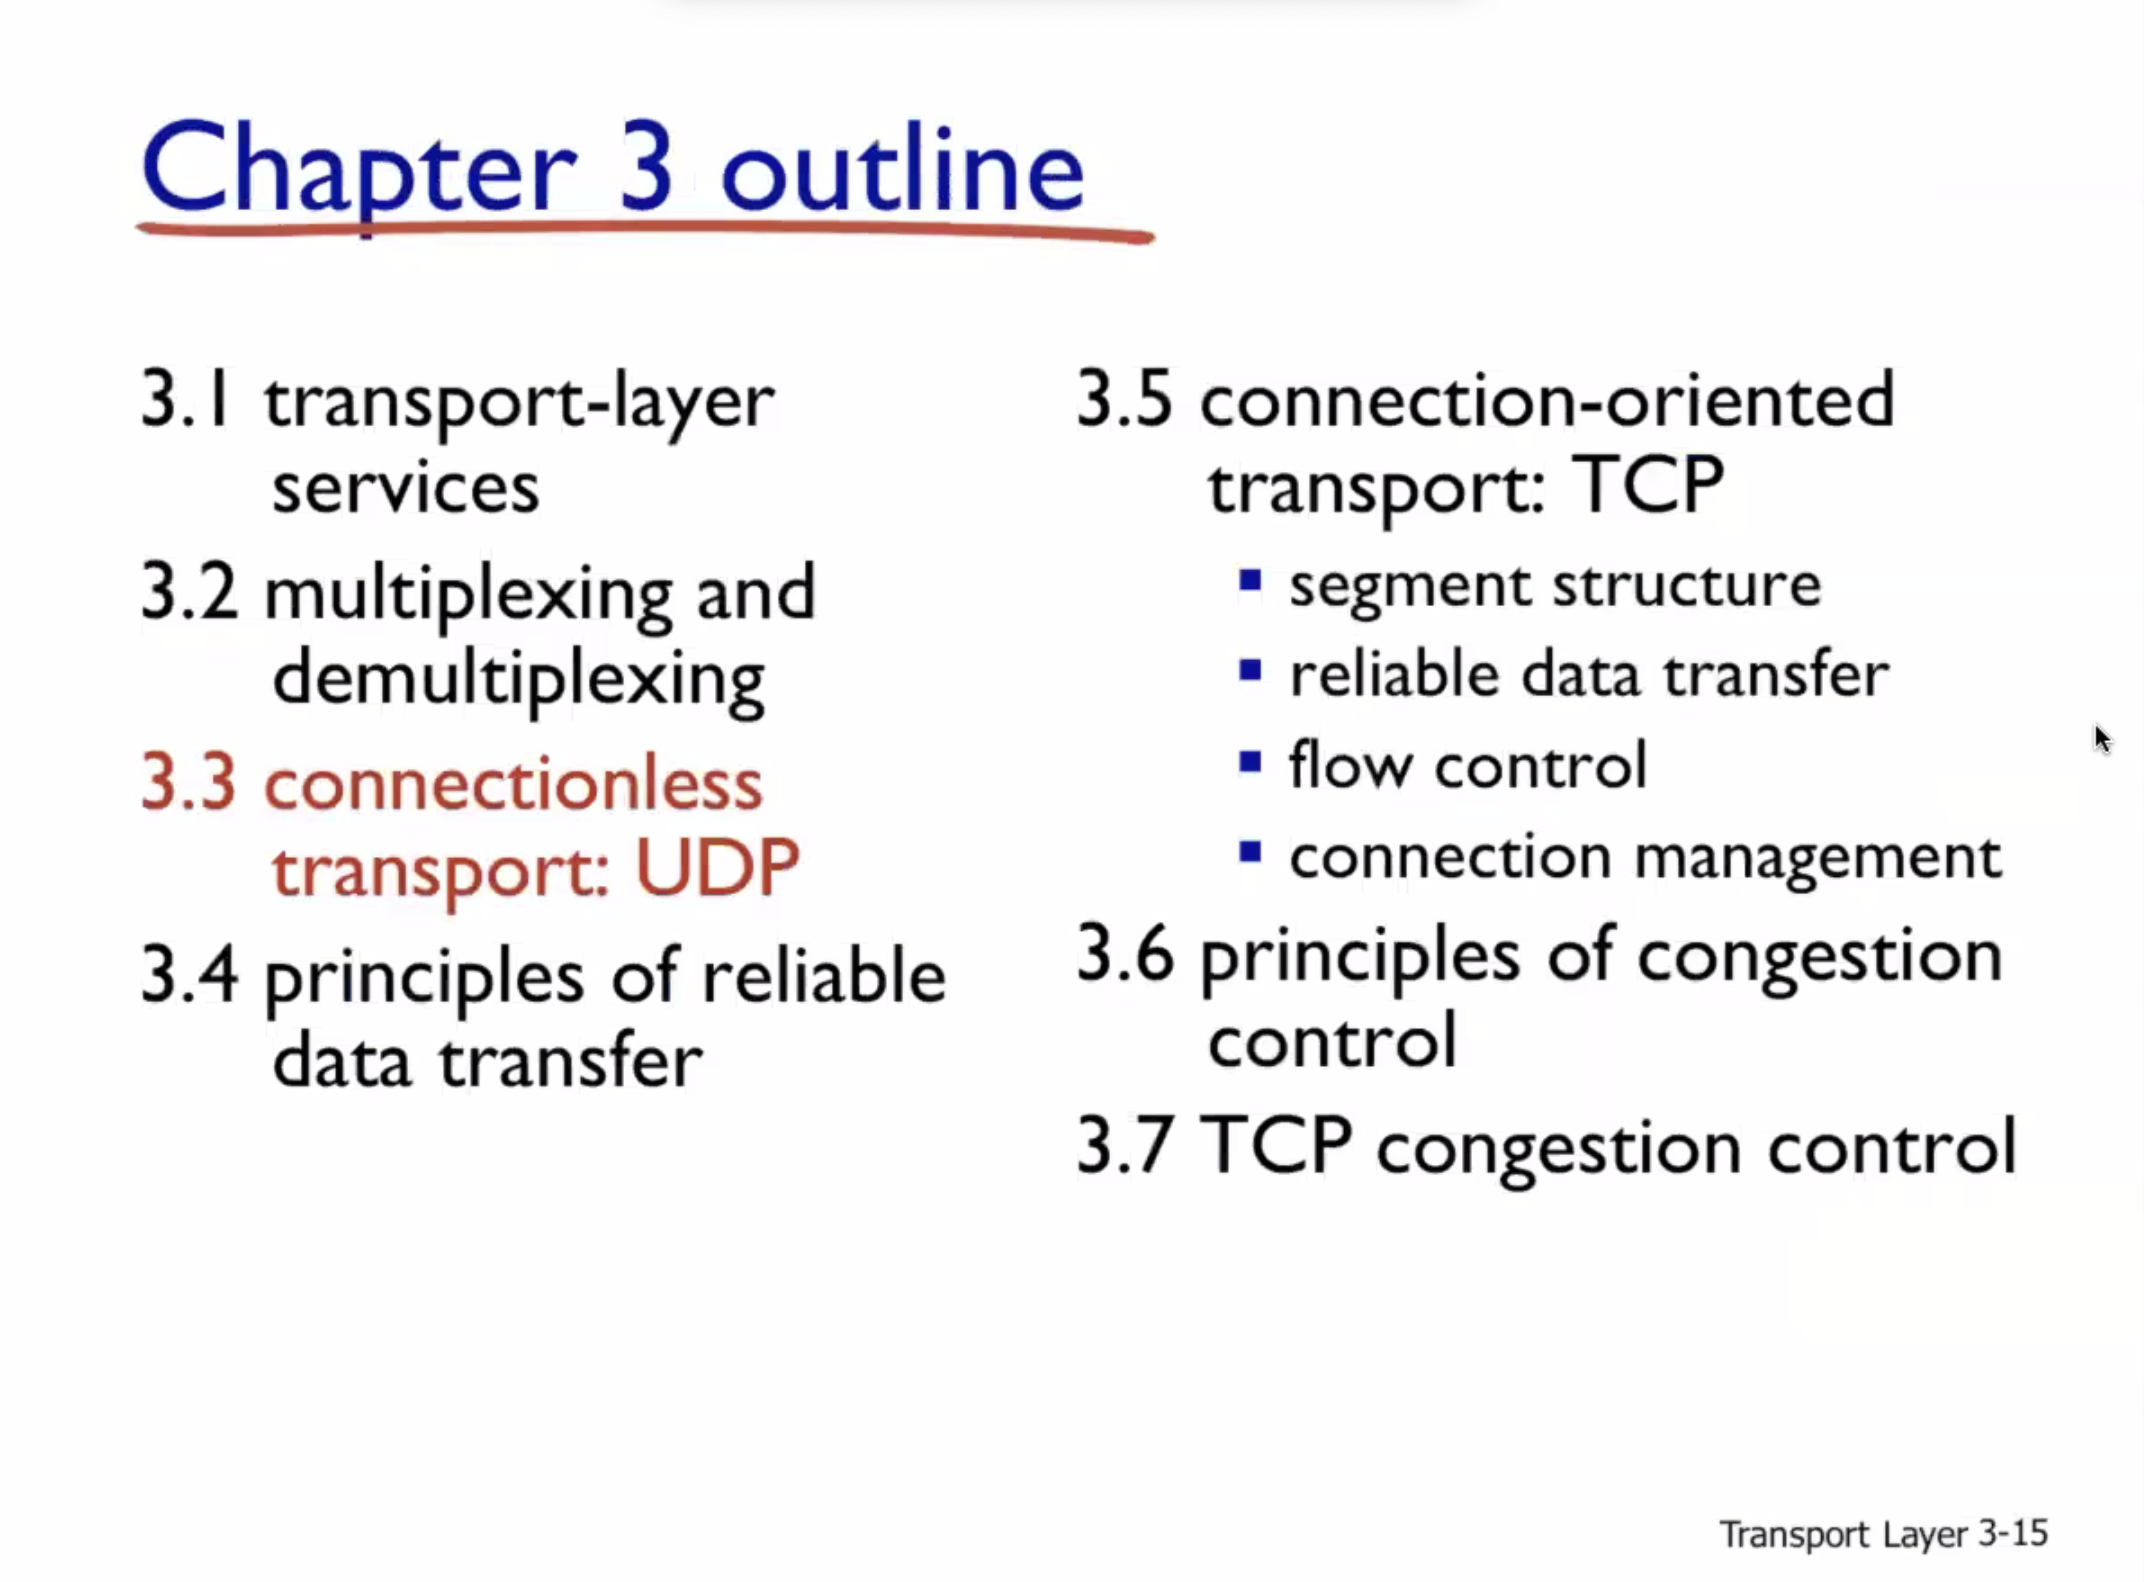 Chapter 3 outline
3.1 transport-layer
services
3.2 multiplexing and
demultiplexing
3.3 connectionless
transport: UDP
3.4 principles of reliable
data transfer
3.5 connection-oriented
transport: TCP
▪ segment structure
▪ reliable data transfer
▪ flow control
▪ connection management
3.6 principles of congestion
control
3.7 TCP congestion control
Transport Layer 3-15